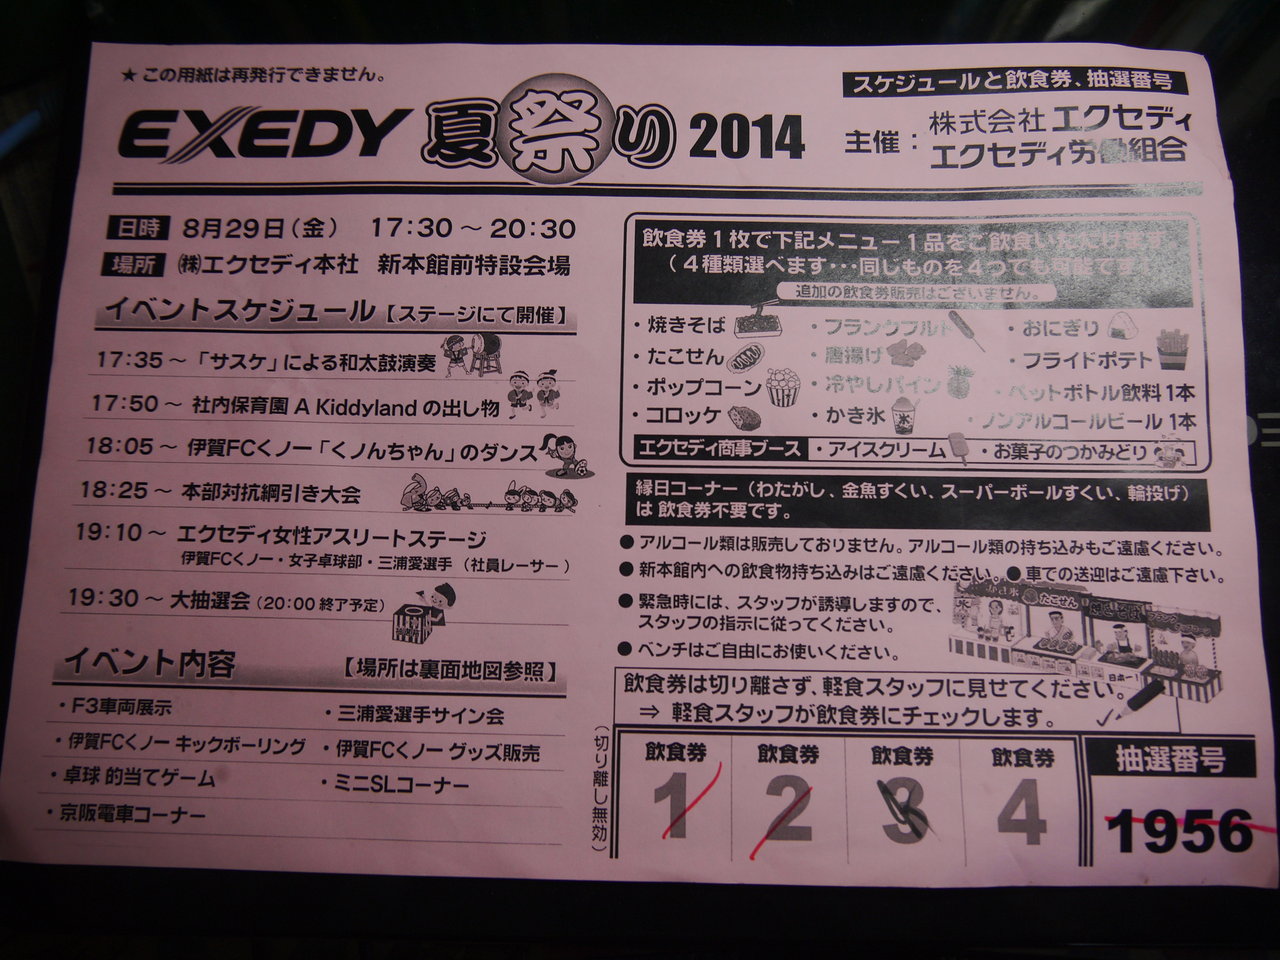 ★この用紙は再発行できません。
EXEDY 夏祭り 2014
スケジュールと飲食券、抽選番号
主催：株式会社エクセディ
エクセディ労働組合
日時 8月29日（金） 17:30～20:30
場所 ㈱エクセディ本社 新本館前特設会場
イベントスケジュール【ステージにて開催】
17:35～「サスケ」による和太鼓演奏
17:50～ 社内保育園 A Kiddyland の出し物
18:05～ 伊賀FCくノ一「くノんちゃん」のダンス
18:25～ 本部対抗綱引き大会
19:10～ エクセディ女性アスリートステージ
伊賀FCくノ一・女子卓球部・三浦愛選手（社員レーサー）
19:30～ 大抽選会（20:00 終了予定）
イベント内容 【場所は裏面地図参照】
・F3車両展示 ・三浦愛選手サイン会
・伊賀FCくノ一 キックボーリング ・伊賀FCくノ一 グッズ販売
・卓球 的当てゲーム ・ミニSLコーナー
・京阪電車コーナー
飲食券1枚で下記メニュー1品をご飲食いただけます。
（4種類選べます・・・同じものを4つでも可能です）
追加の飲食券販売はございません。
・焼きそば ・フランクフルト ・おにぎり
・たこせん ・唐揚げ ・フライドポテト
・ポップコーン ・冷やしパイン ・ペットボトル飲料1本
・コロッケ ・かき氷 ・ノンアルコールビール 1本
エクセディ商事ブース ・アイスクリーム ・お菓子のつかみどり
縁日コーナー（わたがし、金魚すくい、スーパーボールすくい、輪投げ）
は 飲食券不要です。
●アルコール類は販売しておりません。アルコール類の持ち込みもご遠慮ください。
●新本館内への飲食物持ち込みはご遠慮ください。●車での送迎はご遠慮下さい。
●緊急時には、スタッフが誘導しますので、
スタッフの指示に従ってください。
●ベンチはご自由にお使いください。
かき氷 たこせん
日本一！
飲食券は切り離さず、軽食スタッフに見せてください。
⇒ 軽食スタッフが飲食券にチェックします。
（切り離し無効）
飲食券 飲食券 飲食券 飲食券 抽選番号
1 2 3 4 1956